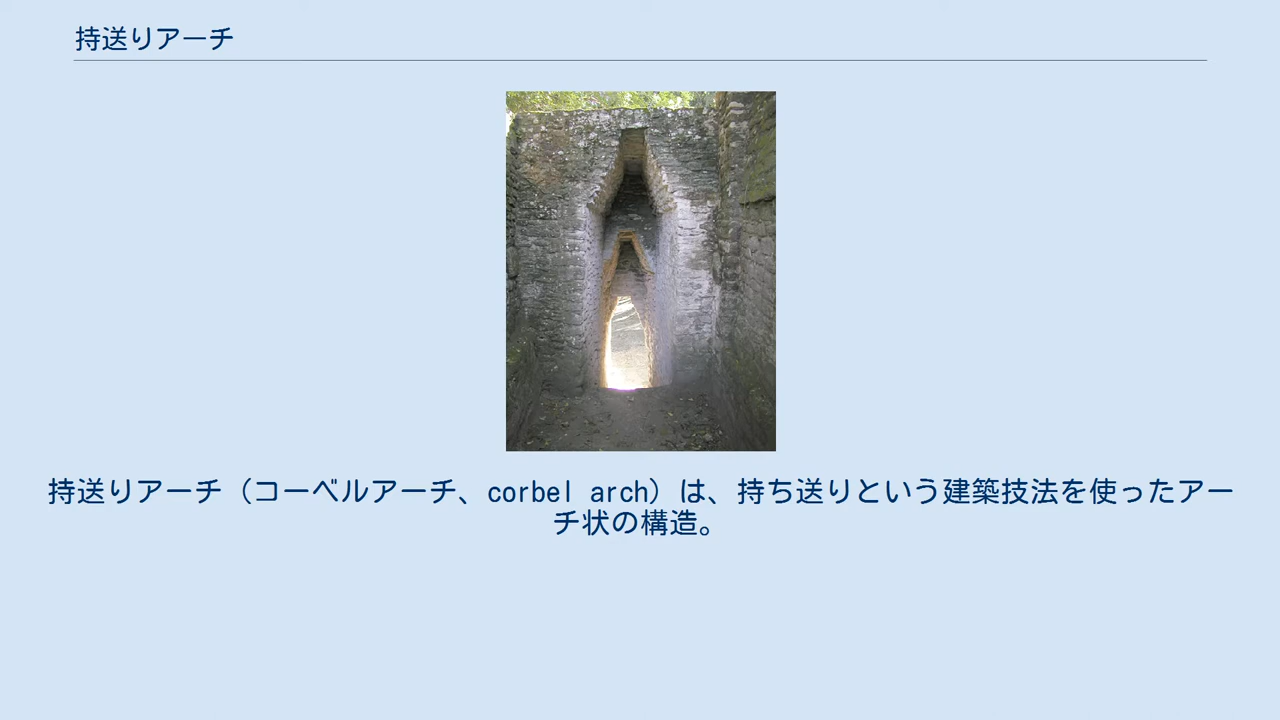 持送りアーチ
持送りアーチ（コーベルアーチ、corbel arch）は、持ち送りという建築技法を使ったアー
チ状の構造。